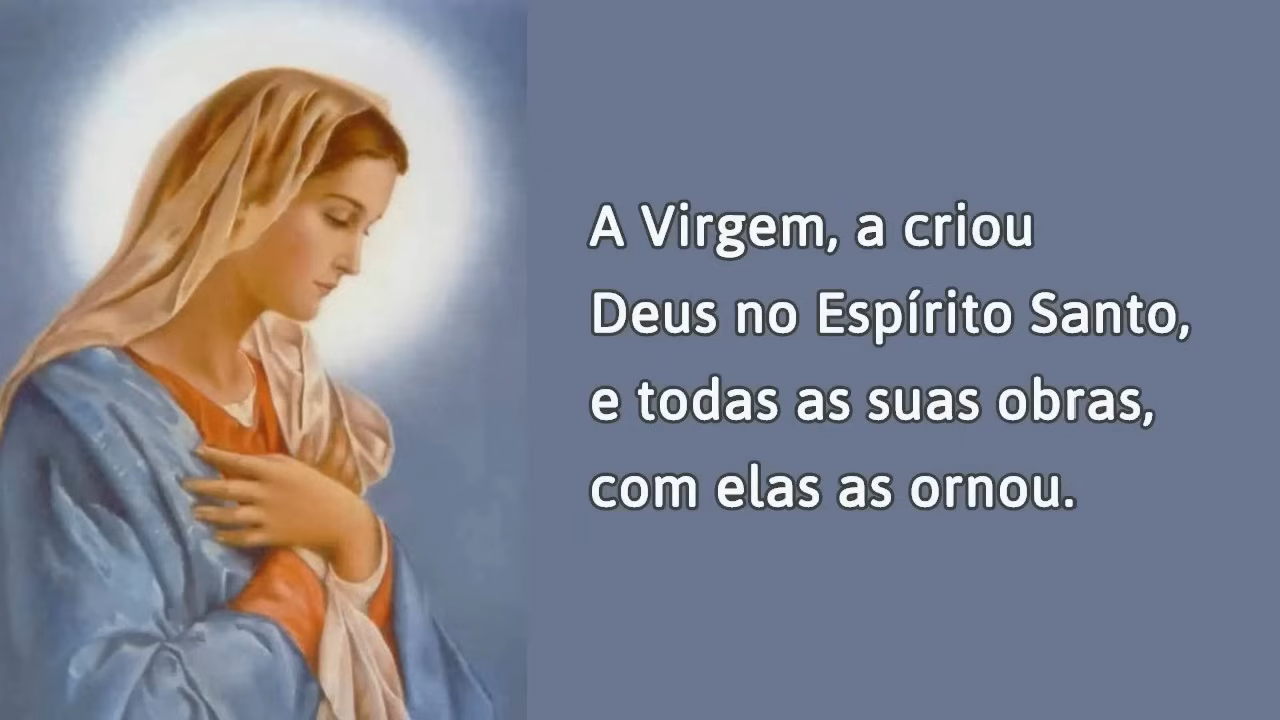 A Virgem, a criou
Deus no Espírito Santo,
e todas as suas obras,
com elas as ornou.